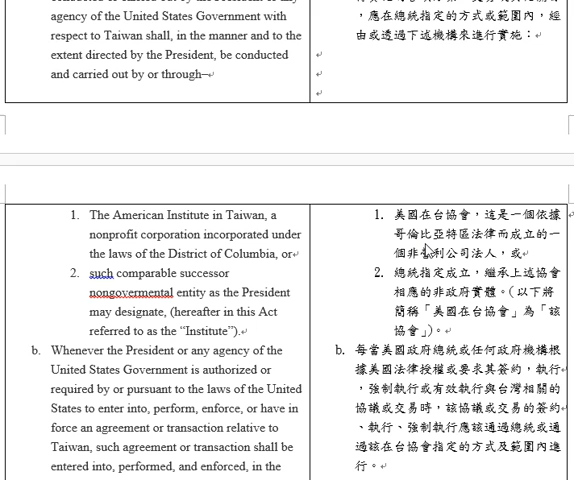 agency of the United States Government with
respect to Taiwan shall, in the manner and to the
extent directed by the President, be conducted
and carried out by or through—
，應在總統指定的方式或範圍內，經
由或透過下述機構來進行實施：
1. The American Institute in Taiwan, a
nonprofit corporation incorporated under
the laws of the District of Columbia, or
2. such comparable successor
nongovermental entity as the President
may designate, (hereafter in this Act
referred to as the “Institute”).
b. Whenever the President or any agency of the
United States Government is authorized or
required by or pursuant to the laws of the United
States to enter into, perform, enforce, or have in
force an agreement or transaction relative to
Taiwan, such agreement or transaction shall be
entered into, performed, and enforced, in the
1. 美國在台協會，這是一個依據
哥倫比亞特區法律而成立的一
個非營利公司法人，或
2. 總統指定成立，繼承上述協會
相應的非政府實體。（以下將
簡稱「美國在台協會」為「該
協會」）。
b. 每當美國政府總統或任何政府機構根
據美國法律授權或要求其簽約，執行
，強制執行或有效執行與台灣相關的
協議或交易時，該協議或交易的簽約
、執行、強制執行應該通過總統或通
過該在台協會指定的方式及範圍內進
行。